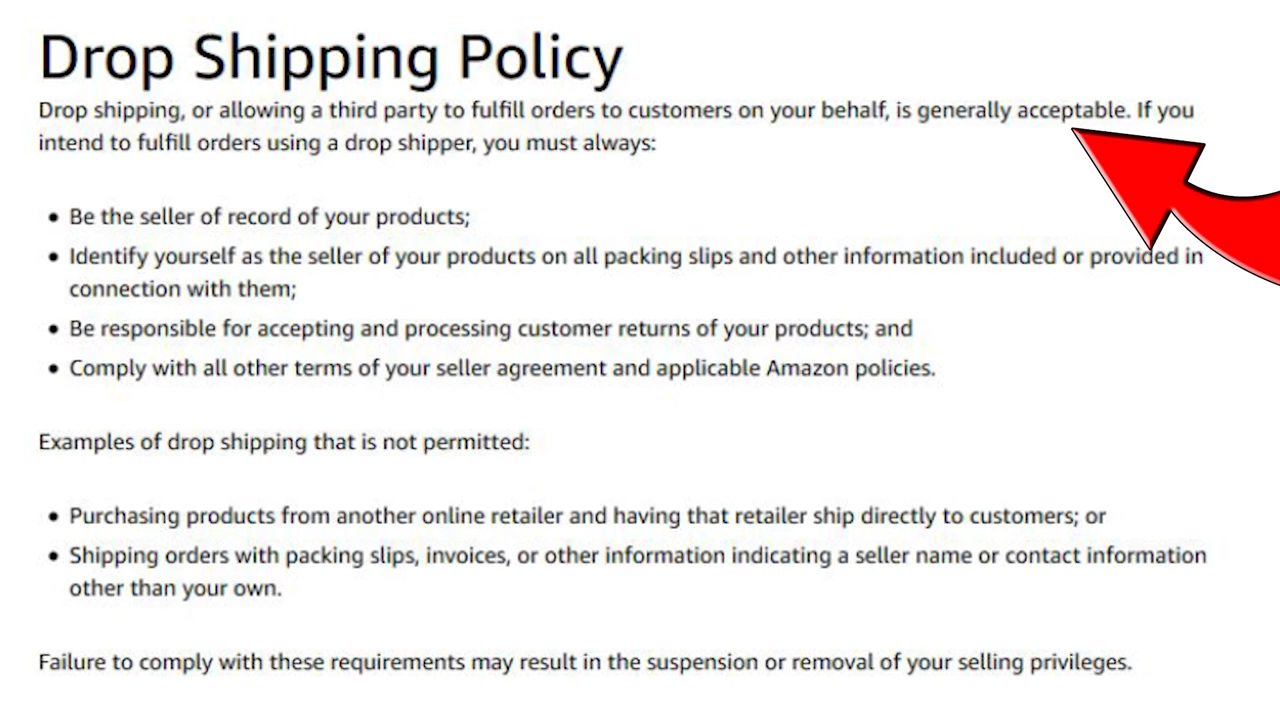 Drop Shipping Policy
Drop shipping, or allowing a third party to fulfill orders to customers on your behalf, is generally acceptable. If you
intend to fulfill orders using a drop shipper, you must always:
• Be the seller of record of your products;
• Identify yourself as the seller of your products on all packing slips and other information included or provided in
connection with them;
• Be responsible for accepting and processing customer returns of your products; and
• Comply with all other terms of your seller agreement and applicable Amazon policies.
Examples of drop shipping that is not permitted:
• Purchasing products from another online retailer and having that retailer ship directly to customers; or
• Shipping orders with packing slips, invoices, or other information indicating a seller name or contact information
other than your own.
Failure to comply with these requirements may result in the suspension or removal of your selling privileges.